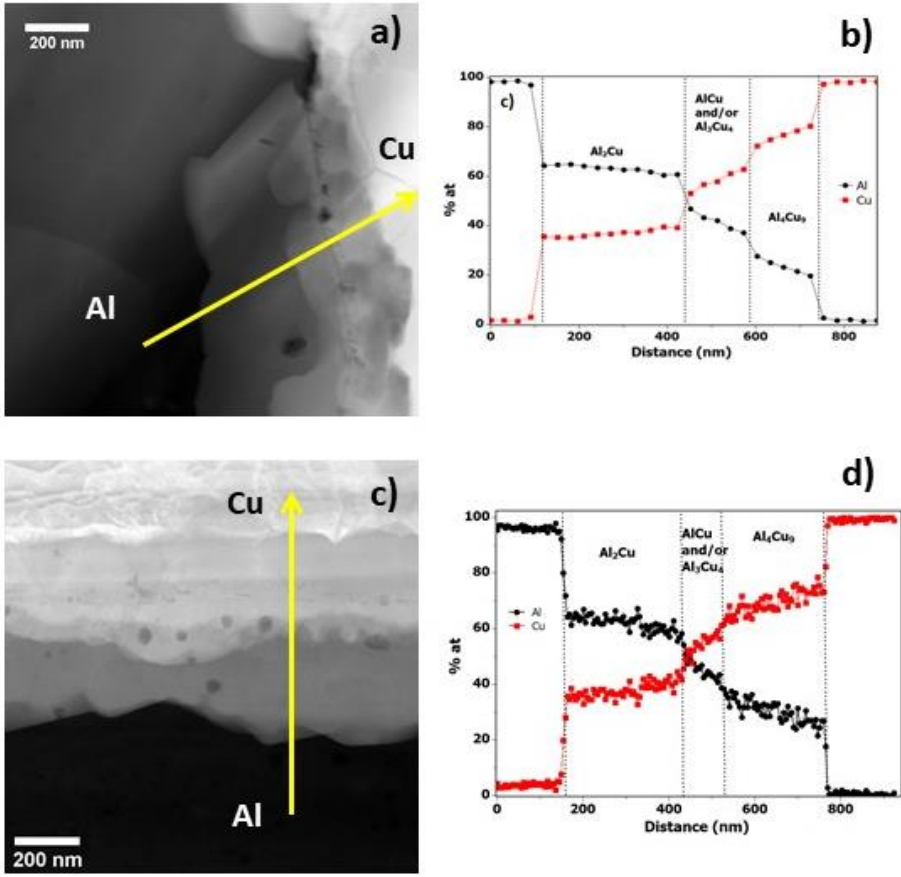 a)
200 nm
Cu
Al
b)
c)
100
80
60
40
20
0
% at
0 200 400 600 800
Distance (nm)
Al₂Cu
AlCu
and/or
Al₃Cu₄
Al₄Cu₉
Al
Cu
c)
Cu
Al
200 nm
d)
100
80
60
40
20
0
% at
0 200 400 600 800
Distance (nm)
Al₂Cu
AlCu
and/or
Al₃Cu₄
Al₄Cu₉
Al
Cu